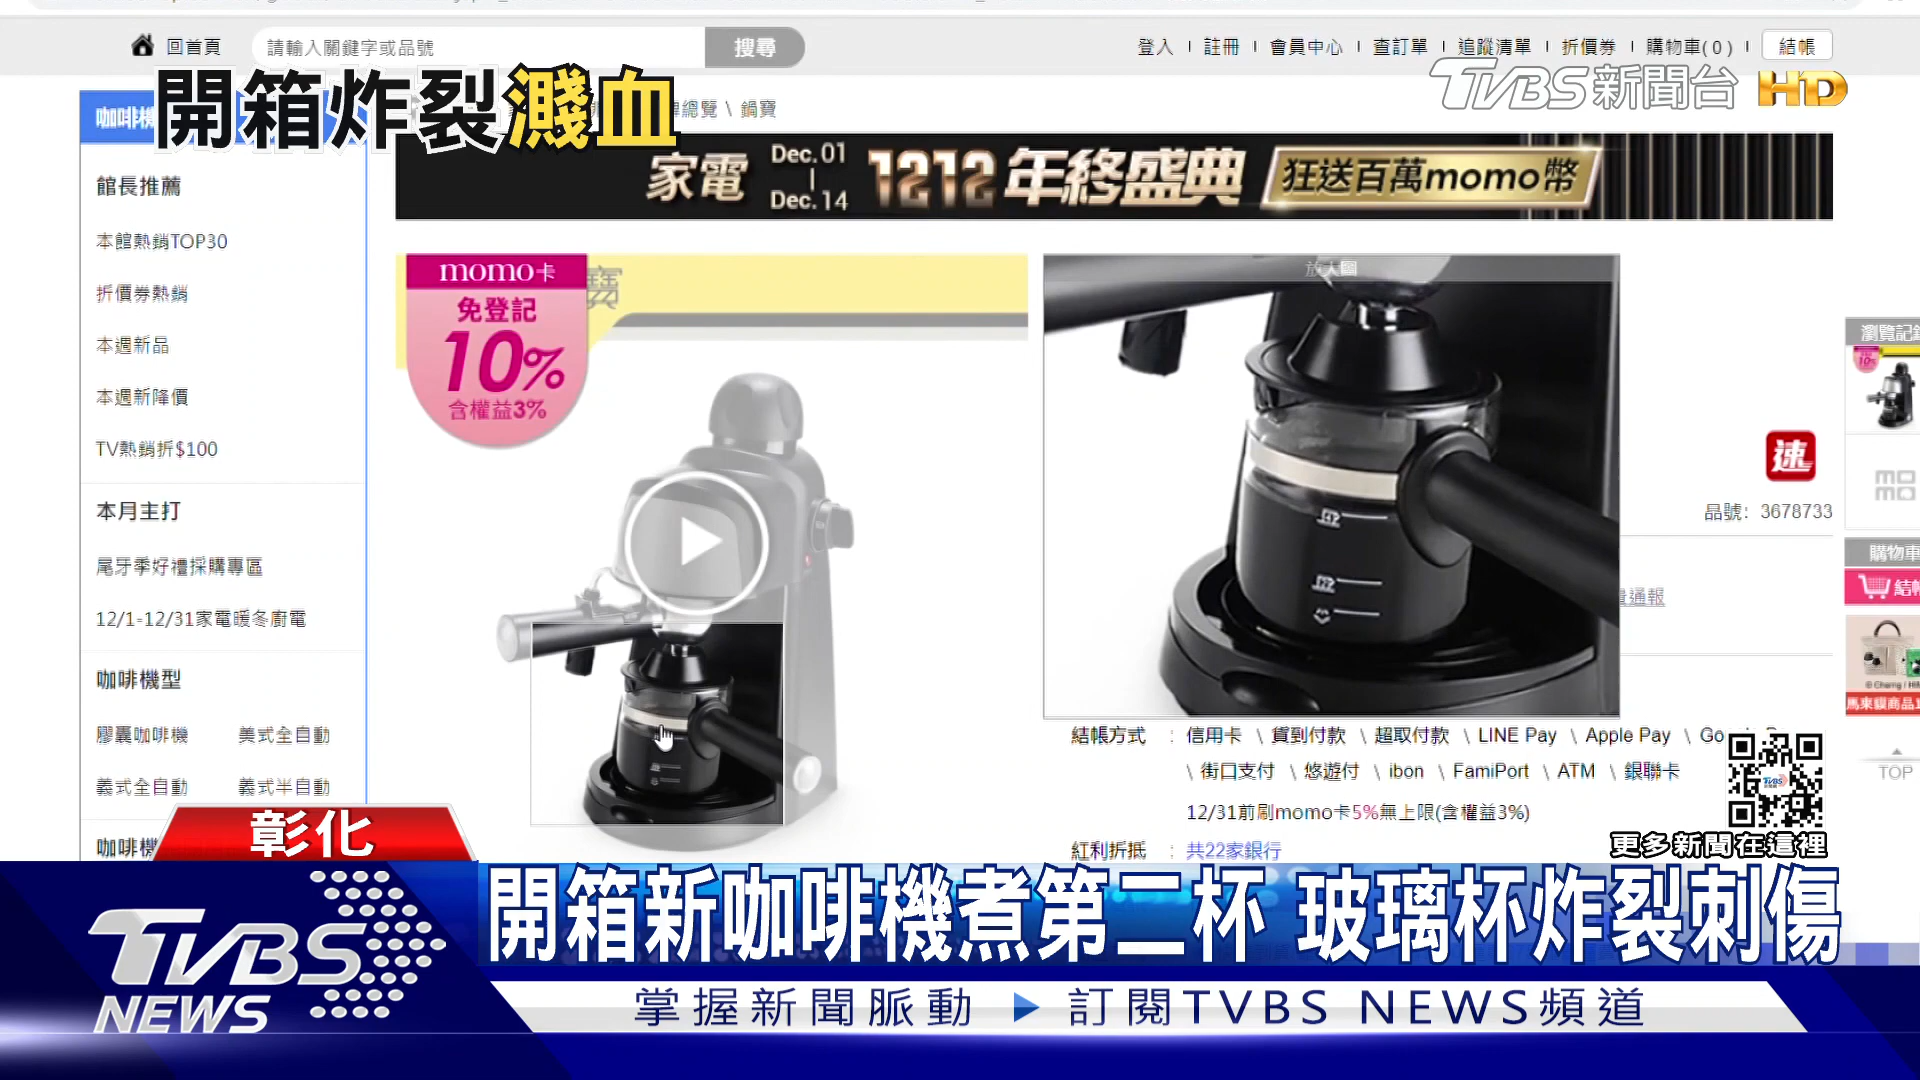 回首頁
請輸入關鍵字或品號
搜尋
登入 | 註冊 | 會員中心 | 查訂單 | 追蹤清單 | 折價券 | 購物車(0) | 結帳
TVBS新聞台 HD
開箱炸裂濺血
總覽 \ 鍋寶
咖啡機
館長推薦
本館熱銷TOP30
折價券熱銷
本週新品
本週新降價
TV熱銷折$100
本月主打
尾牙季好禮採購專區
12/1-12/31家電暖冬廚電
咖啡機型
膠囊咖啡機 美式全自動
義式全自動 義式半自動
咖啡機
家電 Dec.01 | Dec.14 1212年終盛典 狂送百萬momo幣
momo卡
免登記
10%
含權益3%
寶
放大圖
速
品號: 3678733
通報
結帳方式 : 信用卡 \ 貨到付款 \ 超取付款 \ LINE Pay \ Apple Pay \
\ 街口支付 \ 悠遊付 \ ibon \ FamiPort \ ATM \ 銀聯卡
12/31前刷momo卡5%無上限(含權益3%)
紅利折抵 : 共22家銀行
瀏覽記
10%
momo
購物車
結帳
TOP
更多新聞在這裡
彰化
開箱新咖啡機煮第二杯 玻璃杯炸裂刺傷
TVBS NEWS
掌握新聞脈動 ▶ 訂閱TVBS NEWS頻道